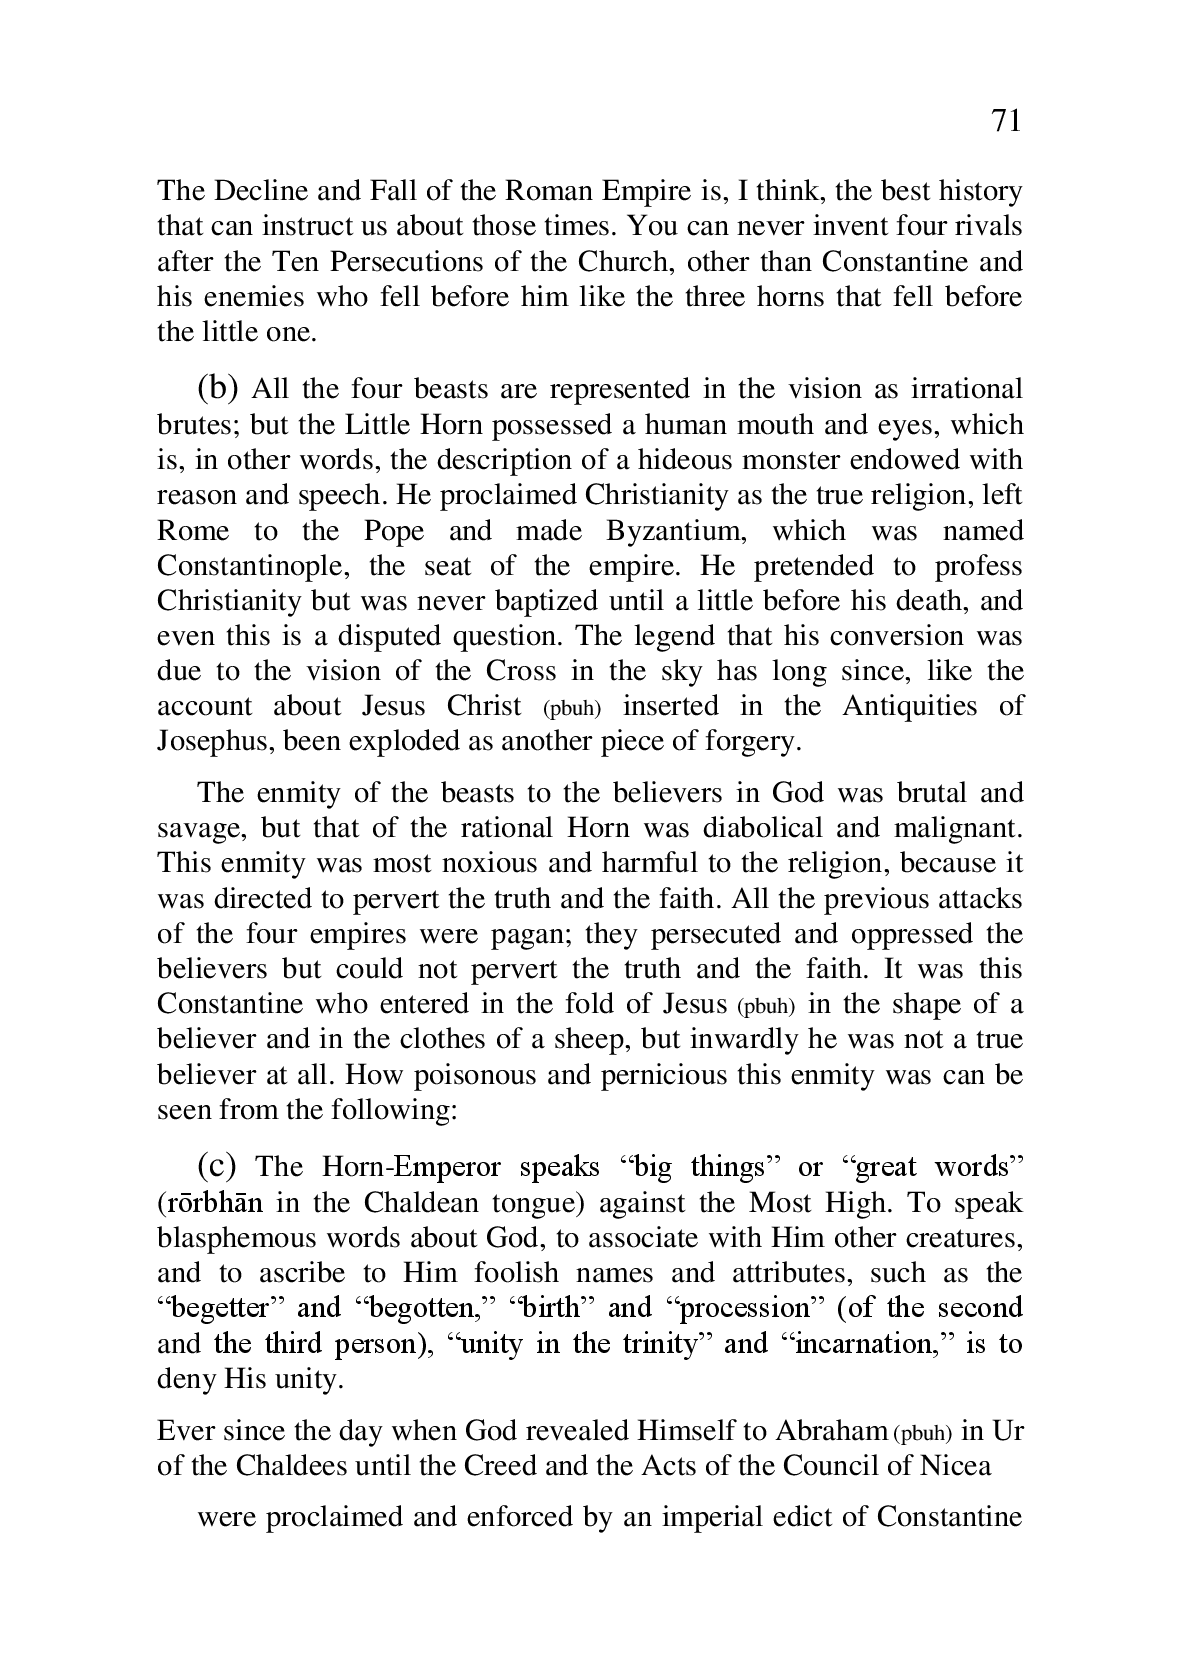 71
The Decline and Fall of the Roman Empire is, I think, the best history
that can instruct us about those times. You can never invent four rivals
after the Ten Persecutions of the Church, other than Constantine and
his enemies who fell before him like the three horns that fell before
the little one.
(b) All the four beasts are represented in the vision as irrational
brutes; but the Little Horn possessed a human mouth and eyes, which
is, in other words, the description of a hideous monster endowed with
reason and speech. He proclaimed Christianity as the true religion, left
Rome to the Pope and made Byzantium, which was named
Constantinople, the seat of the empire. He pretended to profess
Christianity but was never baptized until a little before his death, and
even this is a disputed question. The legend that his conversion was
due to the vision of the Cross in the sky has long since, like the
account about Jesus Christ (pbuh) inserted in the Antiquities of
Josephus, been exploded as another piece of forgery.
The enmity of the beasts to the believers in God was brutal and
savage, but that of the rational Horn was diabolical and malignant.
This enmity was most noxious and harmful to the religion, because it
was directed to pervert the truth and the faith. All the previous attacks
of the four empires were pagan; they persecuted and oppressed the
believers but could not pervert the truth and the faith. It was this
Constantine who entered in the fold of Jesus (pbuh) in the shape of a
believer and in the clothes of a sheep, but inwardly he was not a true
believer at all. How poisonous and pernicious this enmity was can be
seen from the following:
(c) The Horn-Emperor speaks “big things” or “great words”
(rōrbhān in the Chaldean tongue) against the Most High. To speak
blasphemous words about God, to associate with Him other creatures,
and to ascribe to Him foolish names and attributes, such as the
“begetter” and “begotten,” “birth” and “procession” (of the second
and the third person), “unity in the trinity” and “incarnation,” is to
deny His unity.
Ever since the day when God revealed Himself to Abraham (pbuh) in Ur
of the Chaldees until the Creed and the Acts of the Council of Nicea
were proclaimed and enforced by an imperial edict of Constantine